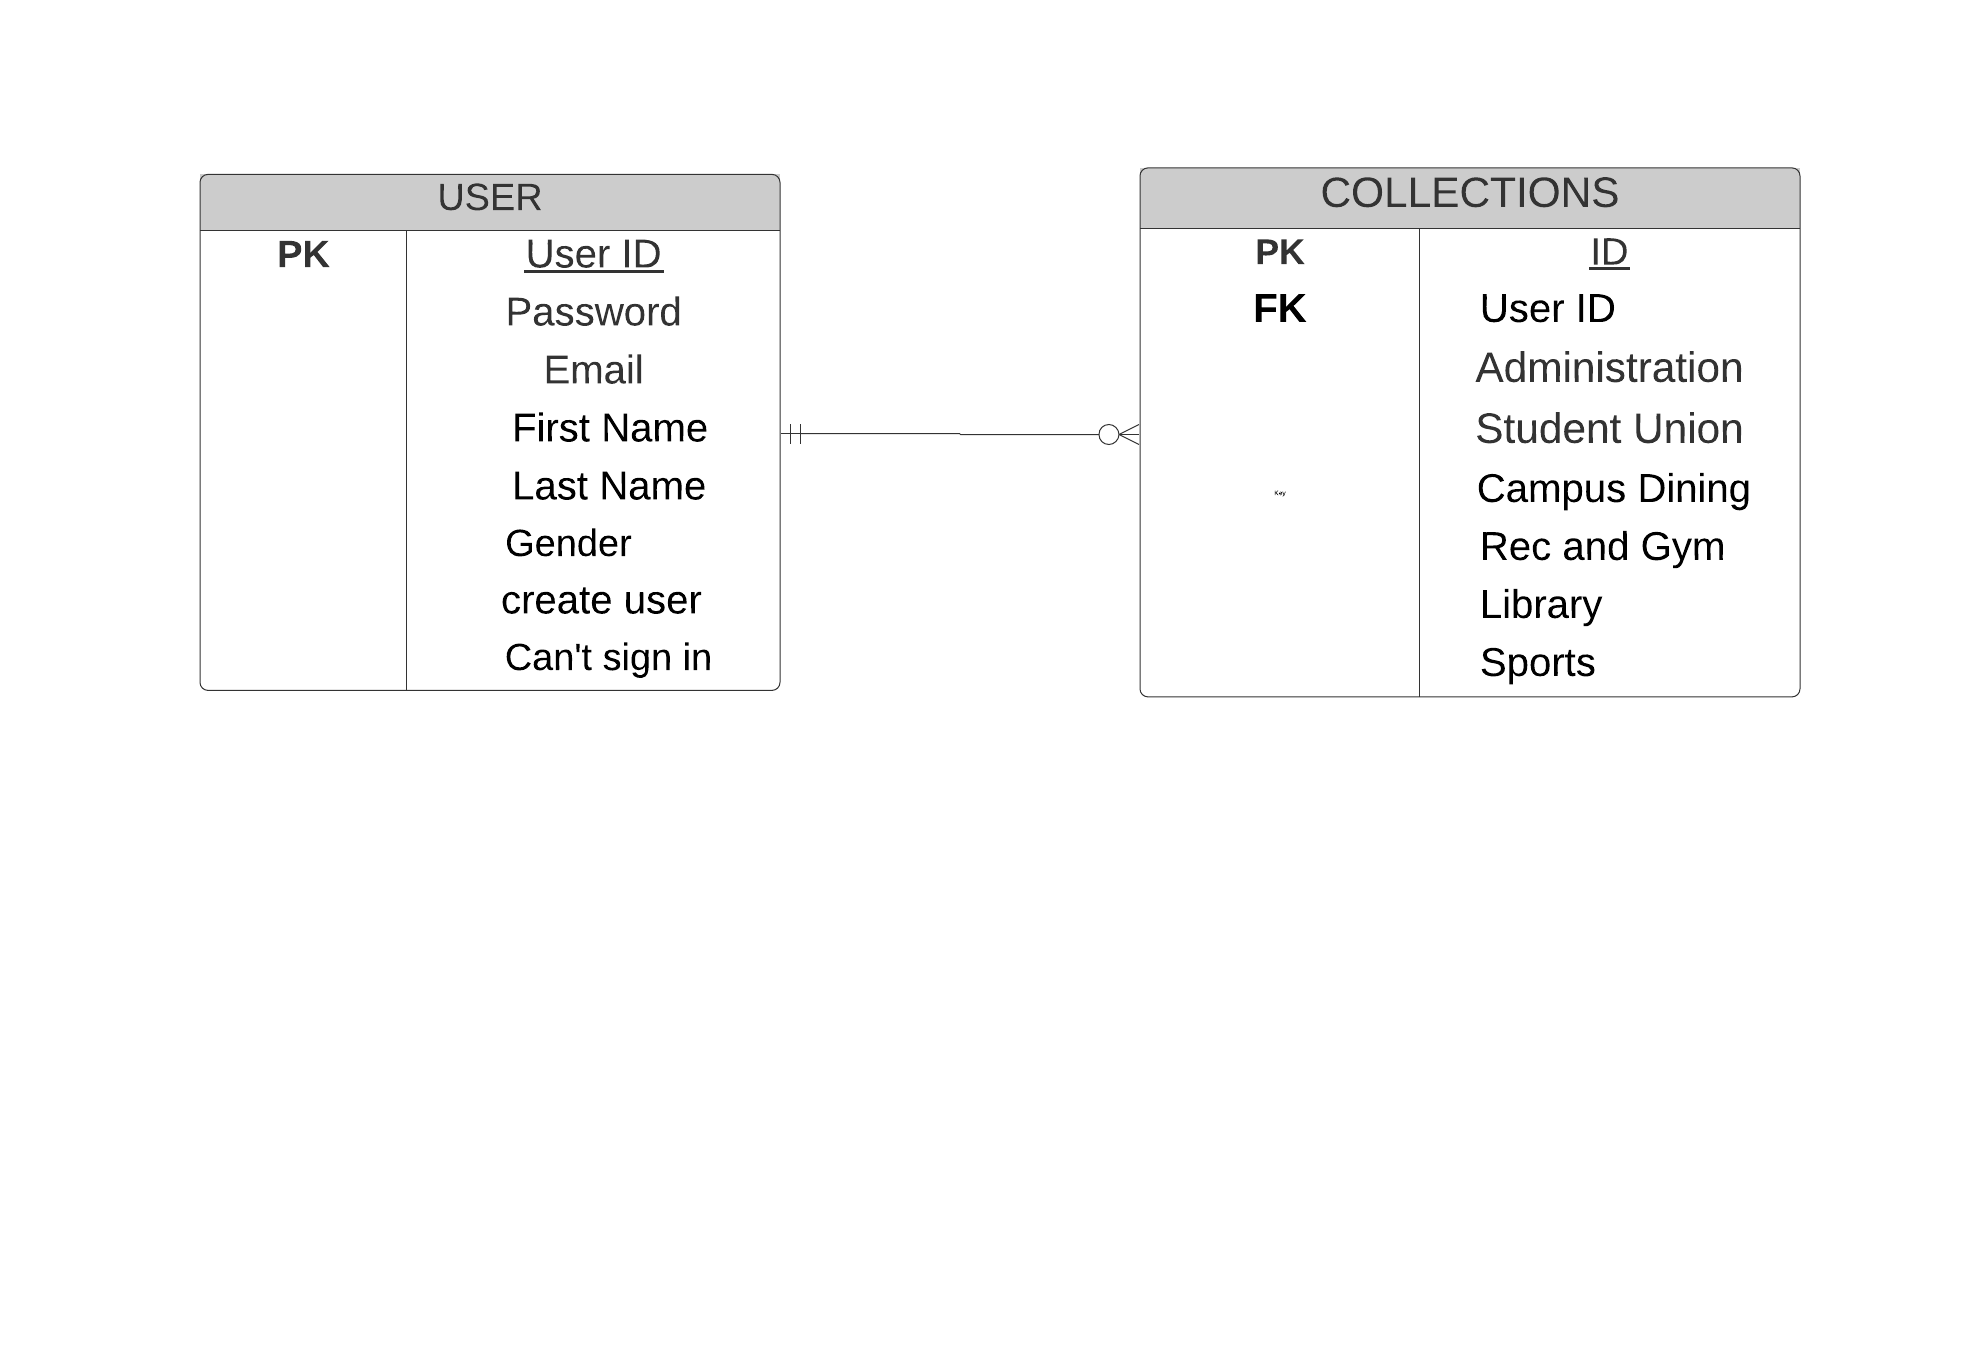 USER
PK User ID
Password
Email
First Name
Last Name
Gender
create user
Can't sign in
COLLECTIONS
PK ID
FK User ID
Administration
Student Union
Key Campus Dining
Rec and Gym
Library
Sports